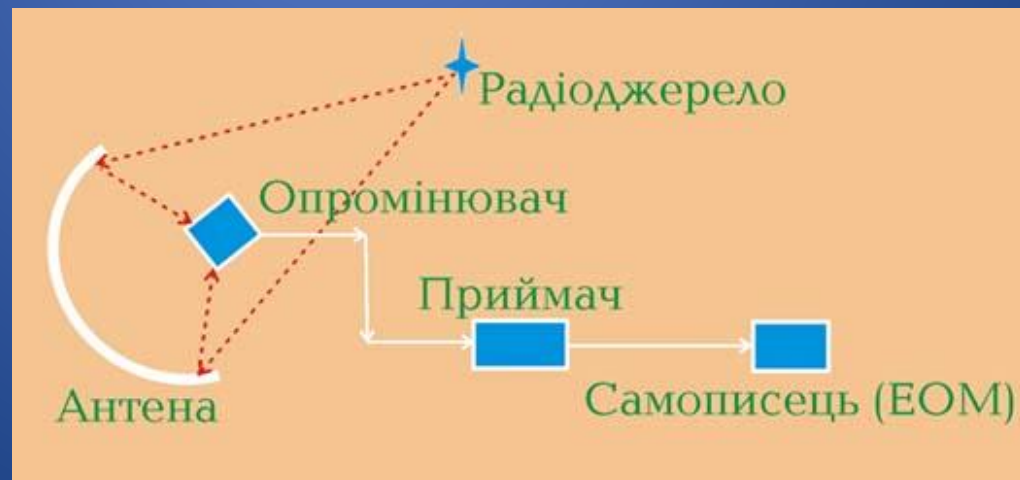 Радіоджерело
Опромінювач
Приймач
Антена
Самописець (ЕОМ)